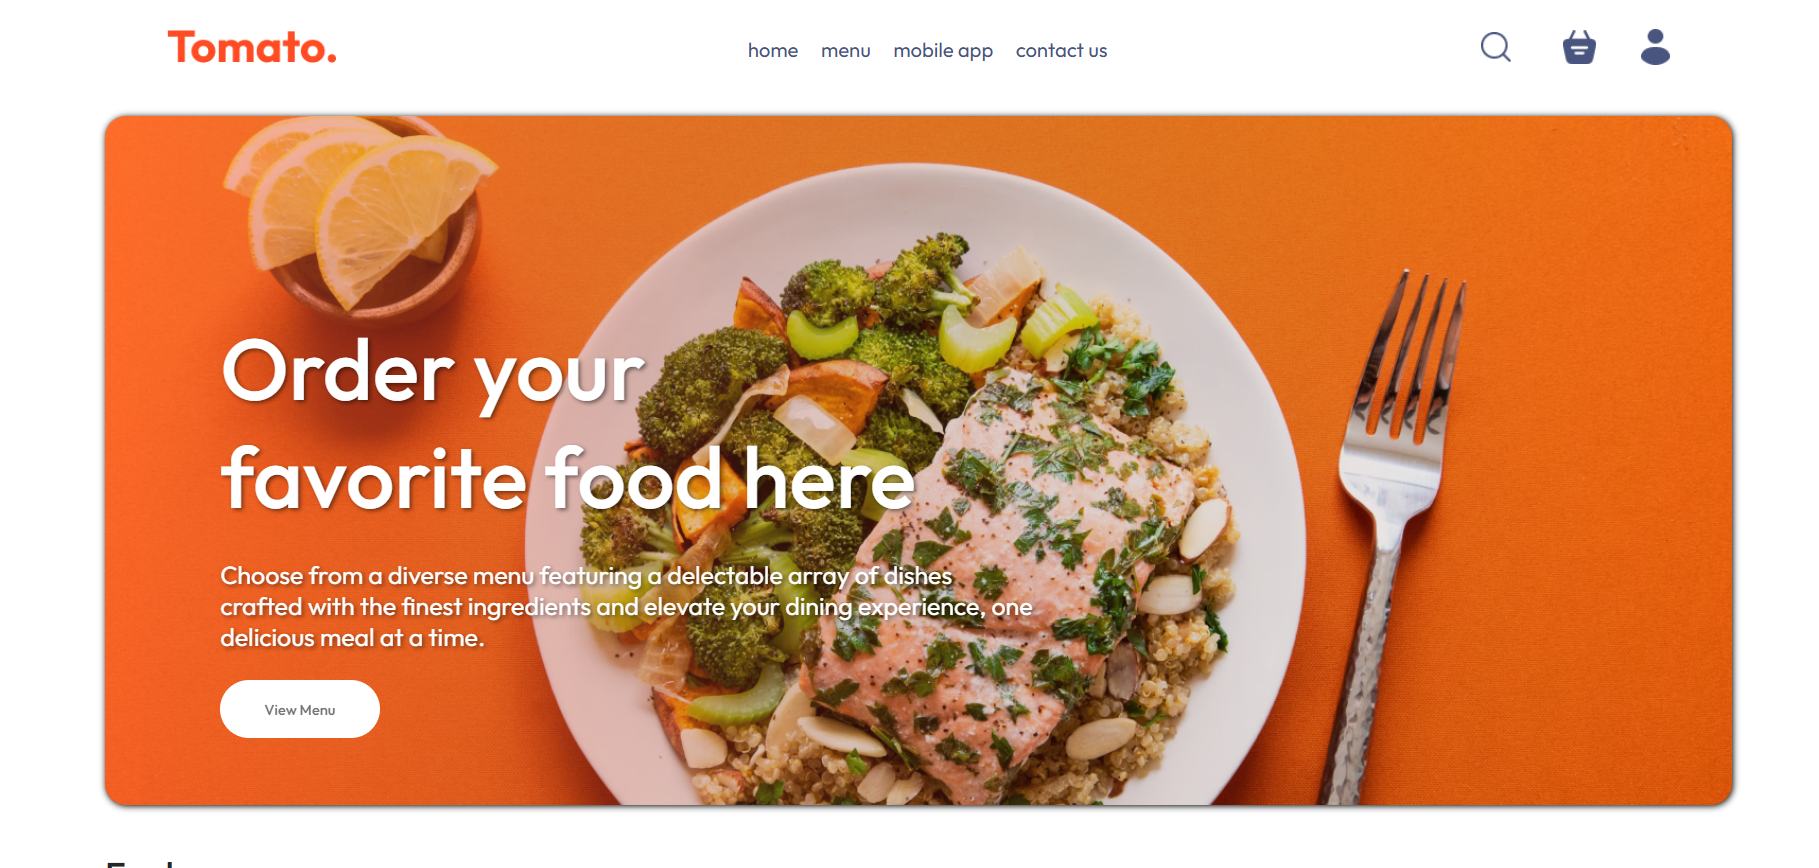 Tomato.
home menu mobile app contact us
Order your
favorite food here
Choose from a diverse menu featuring a delectable array of dishes
crafted with the finest ingredients and elevate your dining experience, one
delicious meal at a time.
View Menu